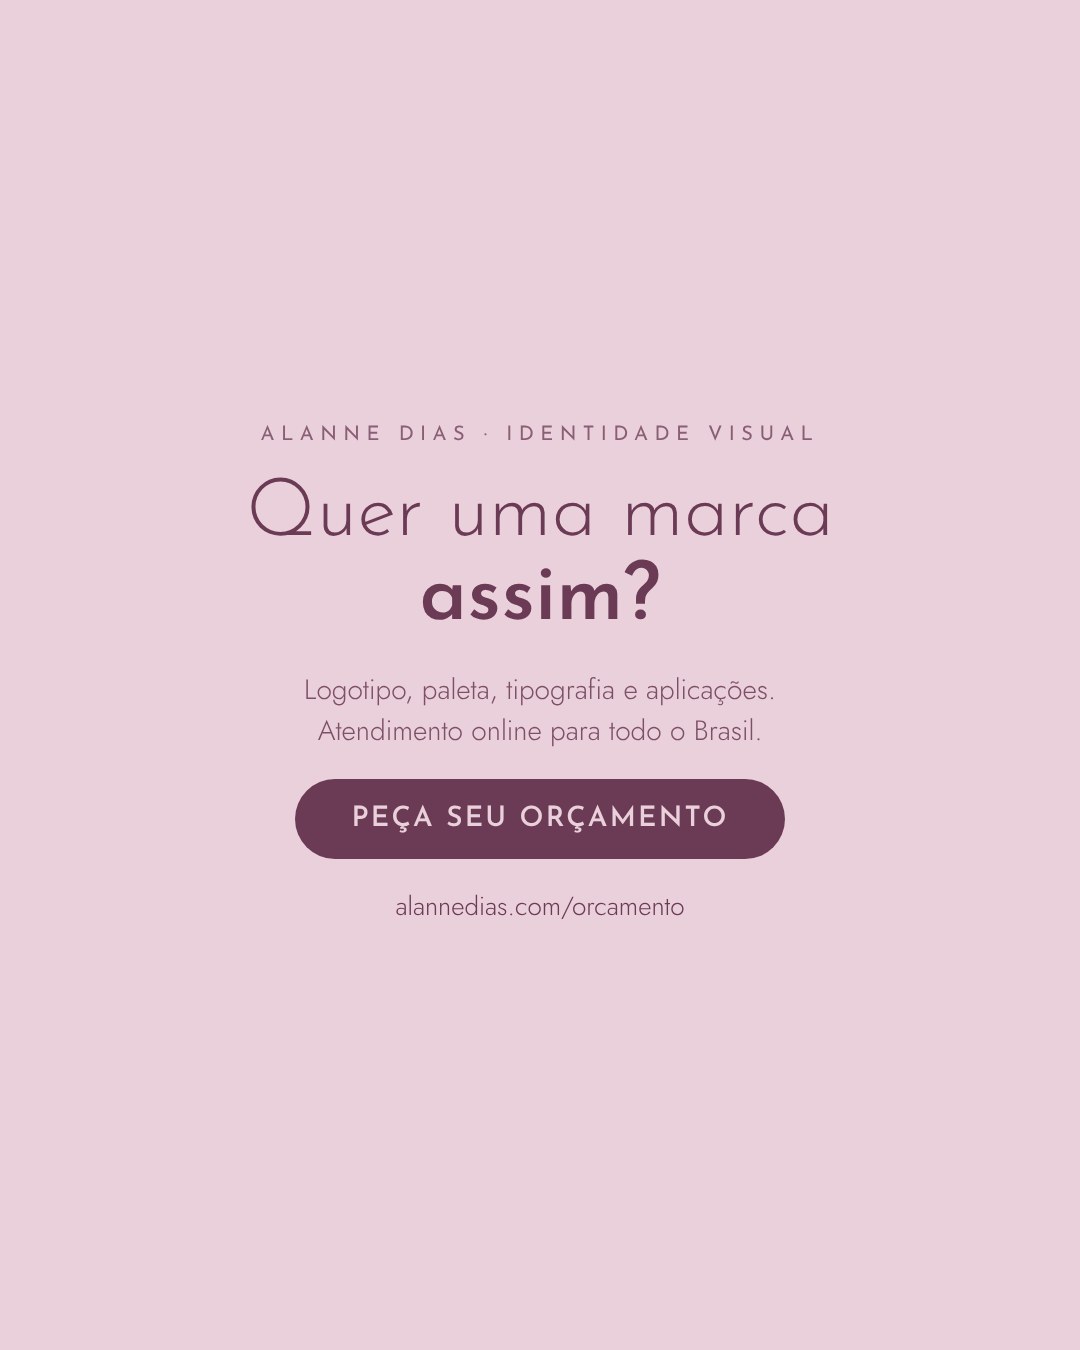 ALANNE DIAS · IDENTIDADE VISUAL
Quer uma marca
assim?
Logotipo, paleta, tipografia e aplicações.
Atendimento online para todo o Brasil.
PEÇA SEU ORÇAMENTO
alannedias.com/orcamento